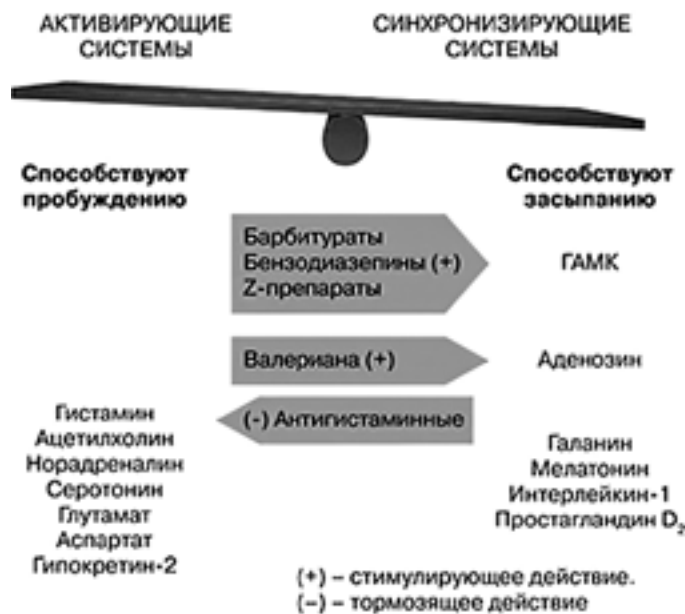 АКТИВИРУЮЩИЕ
СИСТЕМЫ
СИНХРОНИЗИРУЮЩИЕ
СИСТЕМЫ
Способствуют
пробуждению
Способствуют
засыпанию
Барбитураты
Бензодиазепины (+)
Z-препараты
ГАМК
Валериана (+)
Аденозин
(-) Антигистаминные
Гистамин
Ацетилхолин
Норадреналин
Серотонин
Глутамат
Аспартат
Гипокретин-2
Галанин
Мелатонин
Интерлейкин-1
Простагландин D₂
(+) – стимулирующее действие.
(–) – тормозящее действие